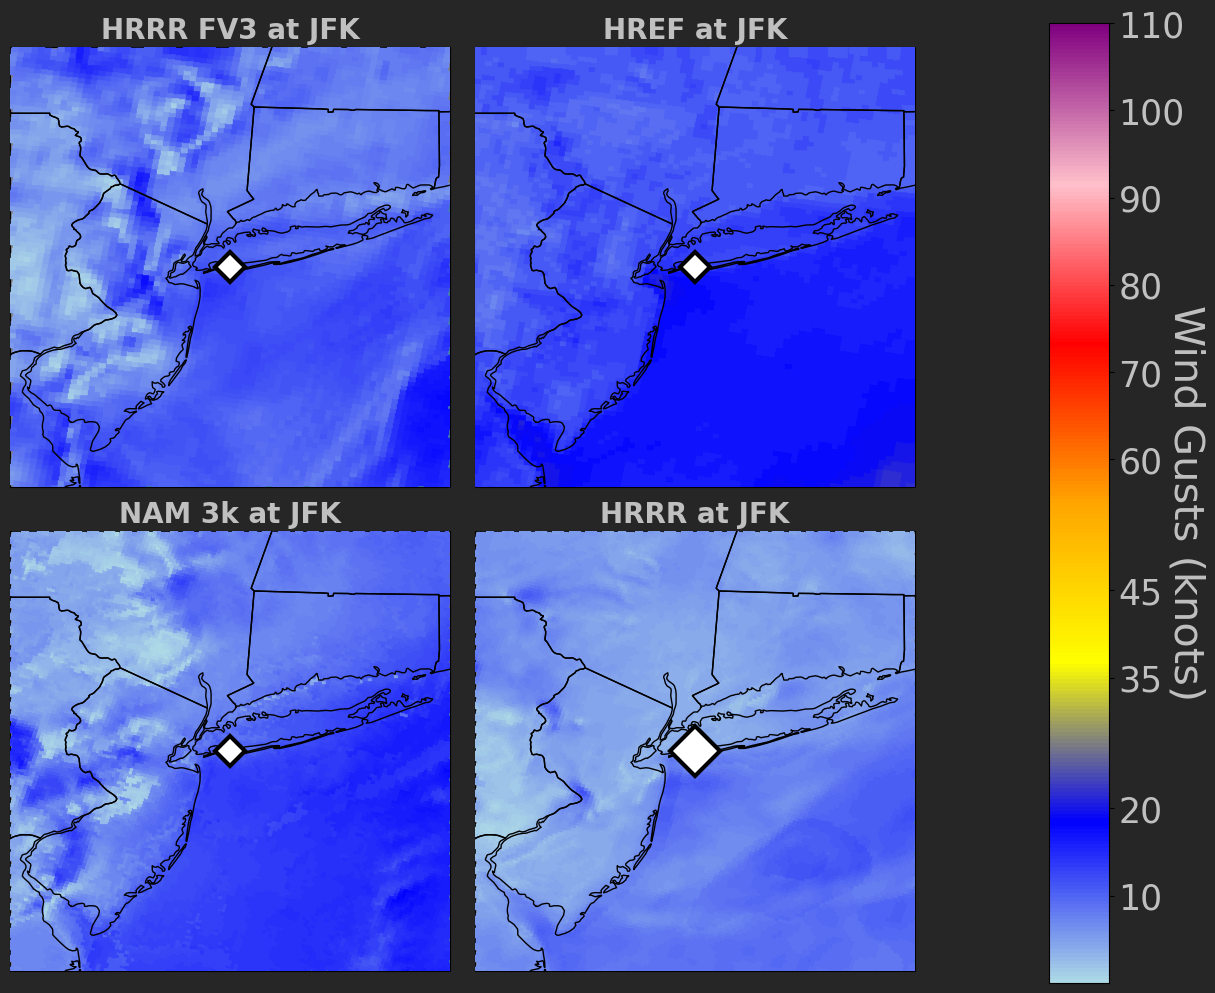 HRRR FV3 at JFK
HREF at JFK
NAM 3k at JFK
HRRR at JFK
110
100
90
80
70
60
45
35
20
10
Wind Gusts (knots)